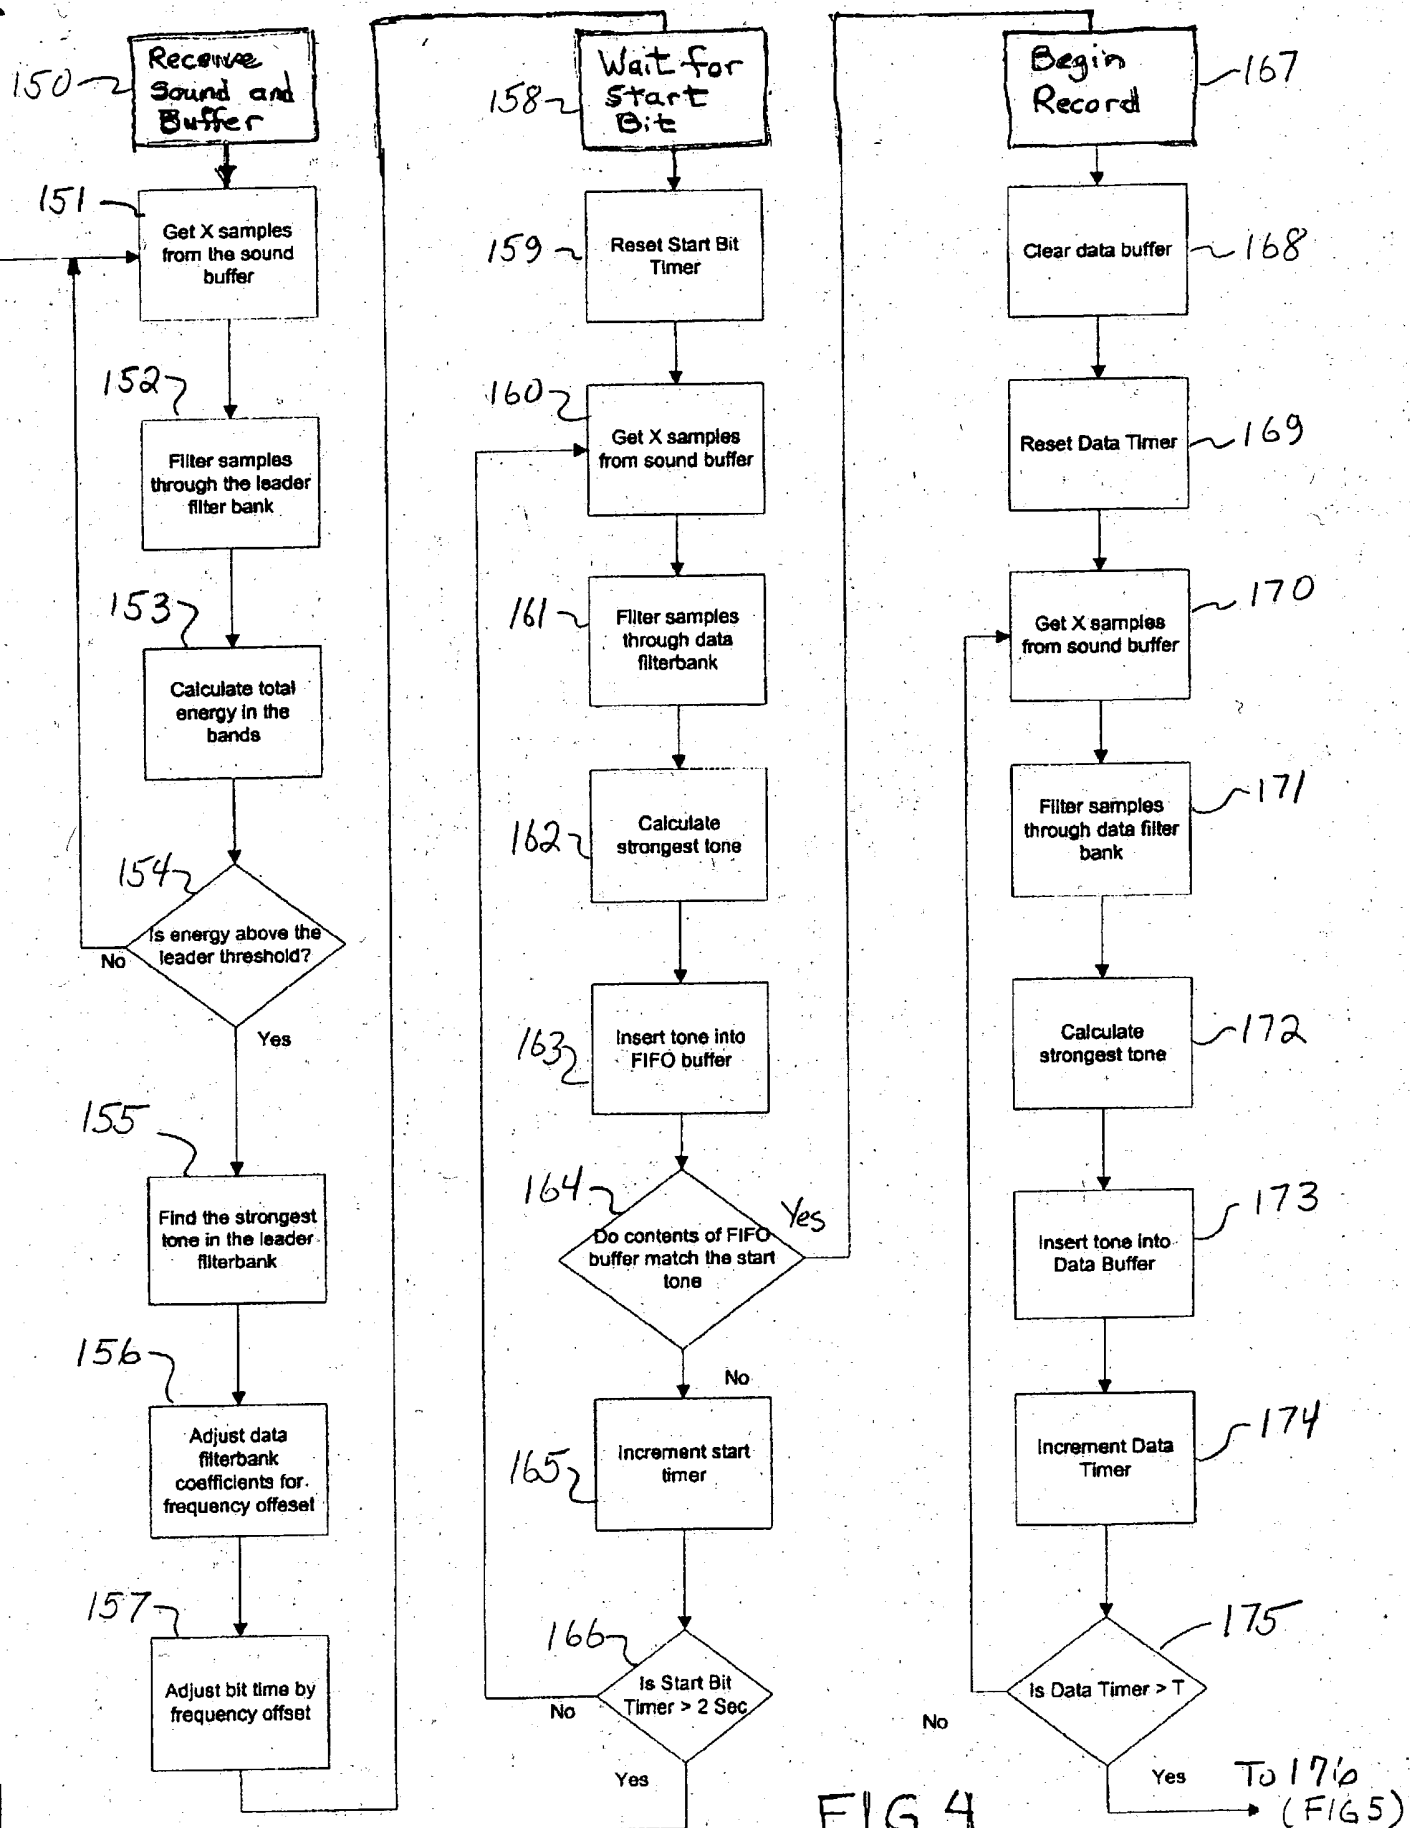 150
Receive
Sound and
Buffer
151
Get X samples
from the sound
buffer
152
Filter samples
through the leader
filter bank
153
Calculate total
energy in the
bands
154
Is energy above the
leader threshold?
No
Yes
155
Find the strongest
tone in the leader
filterbank
156
Adjust data
filterbank
coefficients for
frequency offeset
157
Adjust bit time by
frequency offset
158
Wait for
Start
Bit
159
Reset Start Bit
Timer
160
Get X samples
from sound buffer
161
Filter samples
through data
filterbank
162
Calculate
strongest tone
163
Insert tone into
FIFO buffer
164
Do contents of FIFO
buffer match the start
tone
Yes
No
165
Increment start
timer
166
Is Start Bit
Timer > 2 Sec
No
Yes
Begin
Record
167
Clear data buffer
168
Reset Data Timer
169
Get X samples
from sound buffer
170
Filter samples
through data filter
bank
171
Calculate
strongest tone
172
Insert tone into
Data Buffer
173
Increment Data
Timer
174
Is Data Timer > T
175
No
Yes
To 176
(FIG 5)
FIG 4